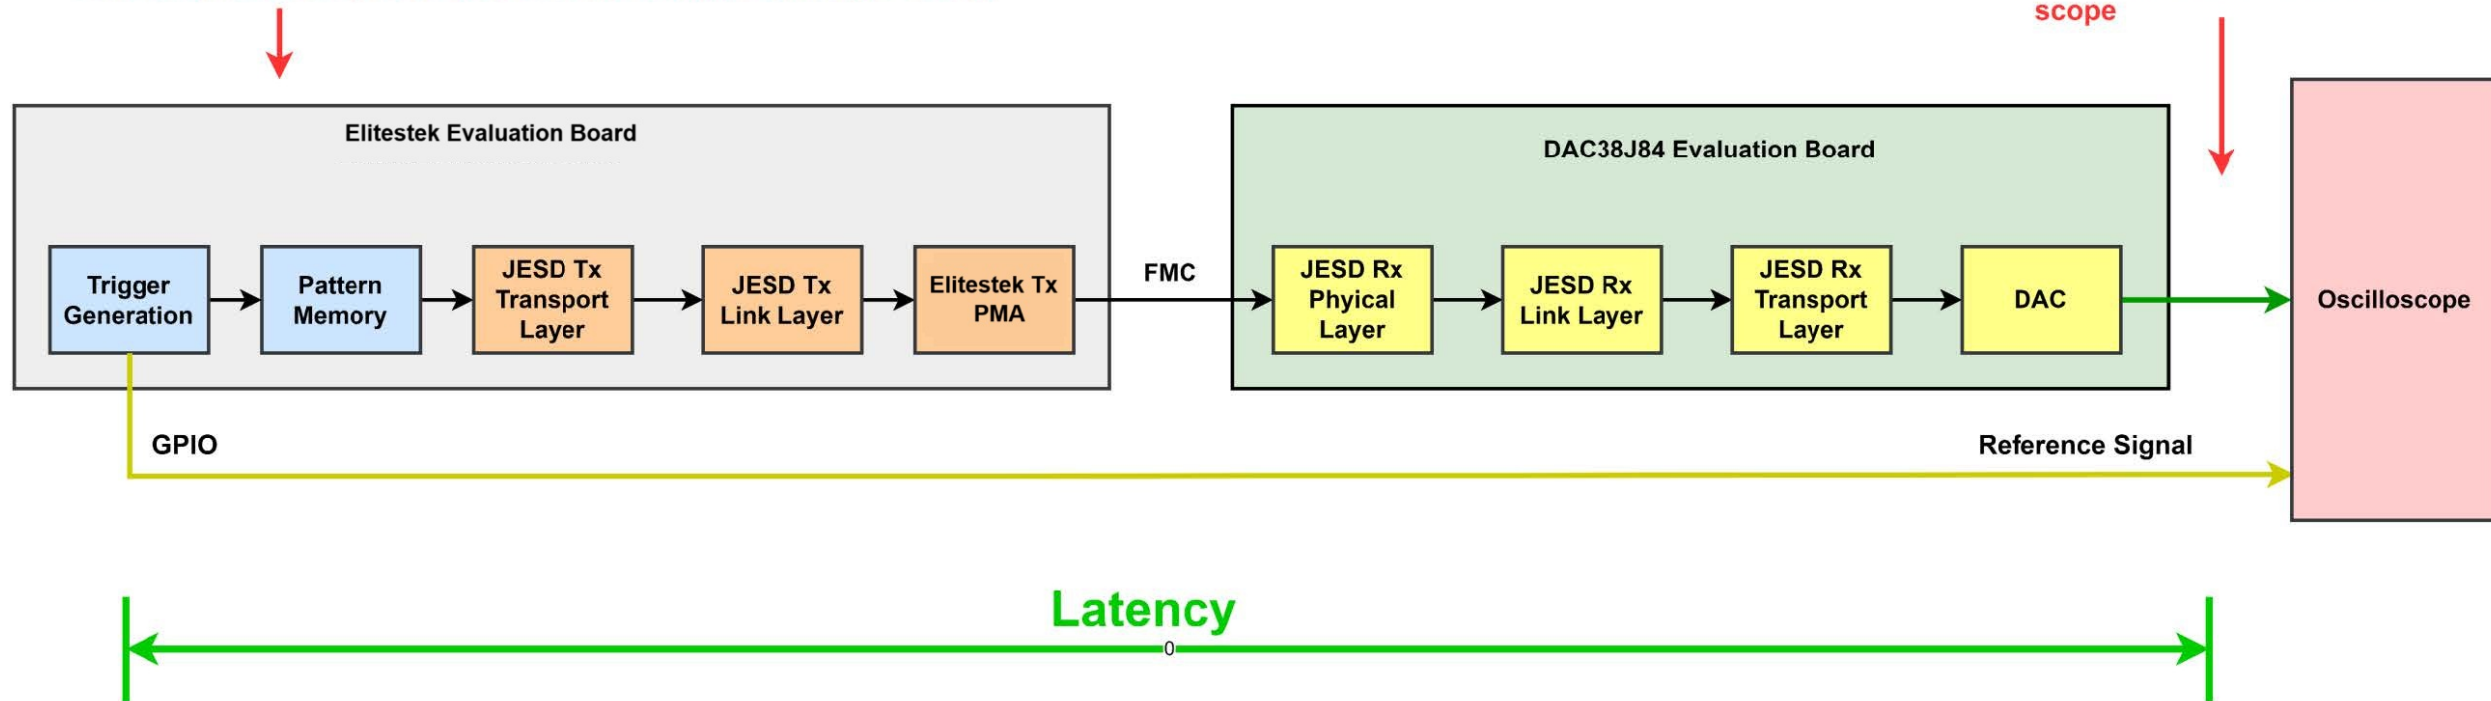 scope
Elitestek Evaluation Board
DAC38J84 Evaluation Board
Trigger
Generation
Pattern
Memory
JESD Tx
Transport
Layer
JESD Tx
Link Layer
Elitestek Tx
PMA
FMC
JESD Rx
Phyical
Layer
JESD Rx
Link Layer
JESD Rx
Transport
Layer
DAC
Oscilloscope
GPIO
Reference Signal
Latency
0